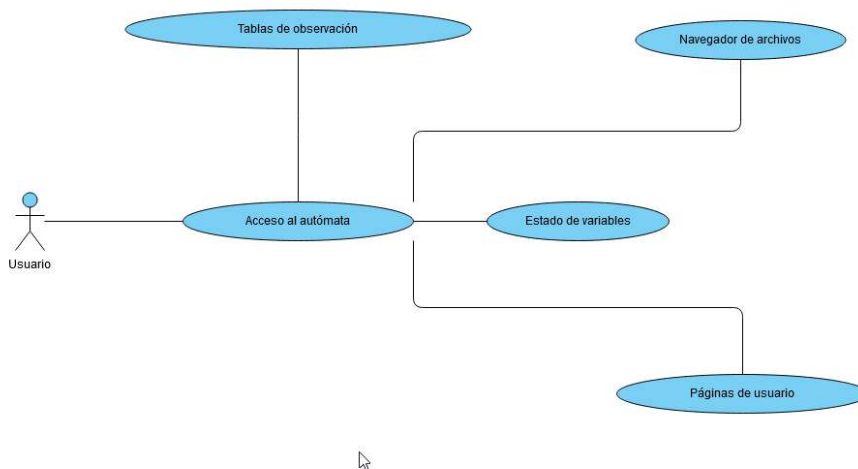 Tablas de observación
Navegador de archivos
Acceso al autómata
Estado de variables
Usuario
Páginas de usuario